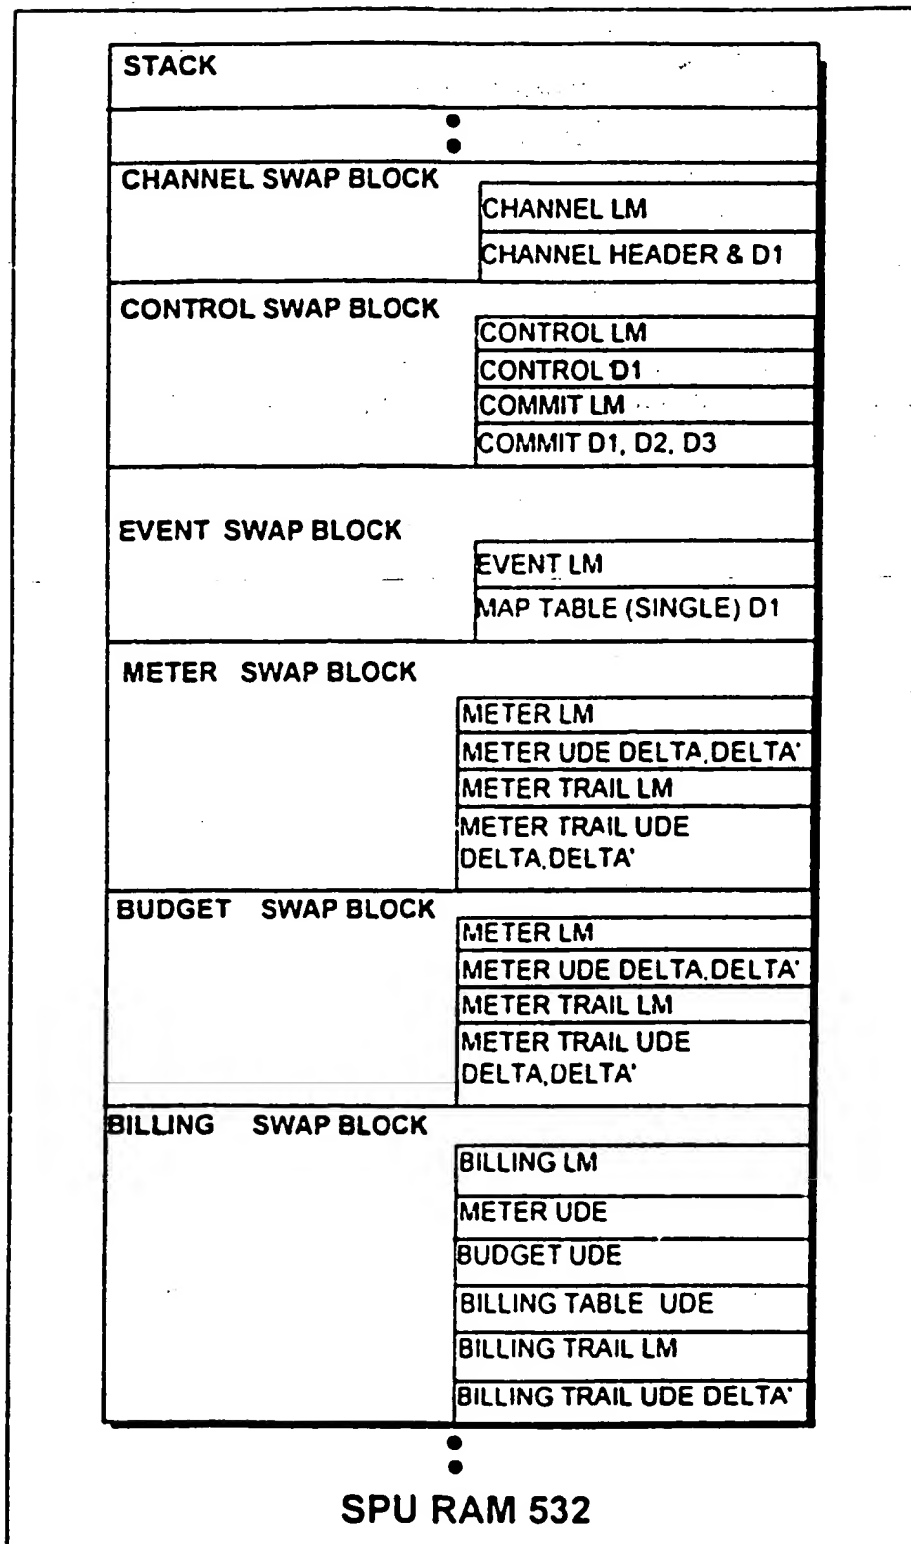 STACK
CHANNEL SWAP BLOCK
CHANNEL LM
CHANNEL HEADER & D1
CONTROL SWAP BLOCK
CONTROL LM
CONTROL D1
COMMIT LM
COMMIT D1, D2, D3
EVENT SWAP BLOCK
EVENT LM
MAP TABLE (SINGLE) D1
METER SWAP BLOCK
METER LM
METER UDE DELTA,DELTA'
METER TRAIL LM
METER TRAIL UDE
DELTA,DELTA'
BUDGET SWAP BLOCK
METER LM
METER UDE DELTA,DELTA'
METER TRAIL LM
METER TRAIL UDE
DELTA,DELTA'
BILLING SWAP BLOCK
BILLING LM
METER UDE
BUDGET UDE
BILLING TABLE UDE
BILLING TRAIL LM
BILLING TRAIL UDE DELTA'
SPU RAM 532